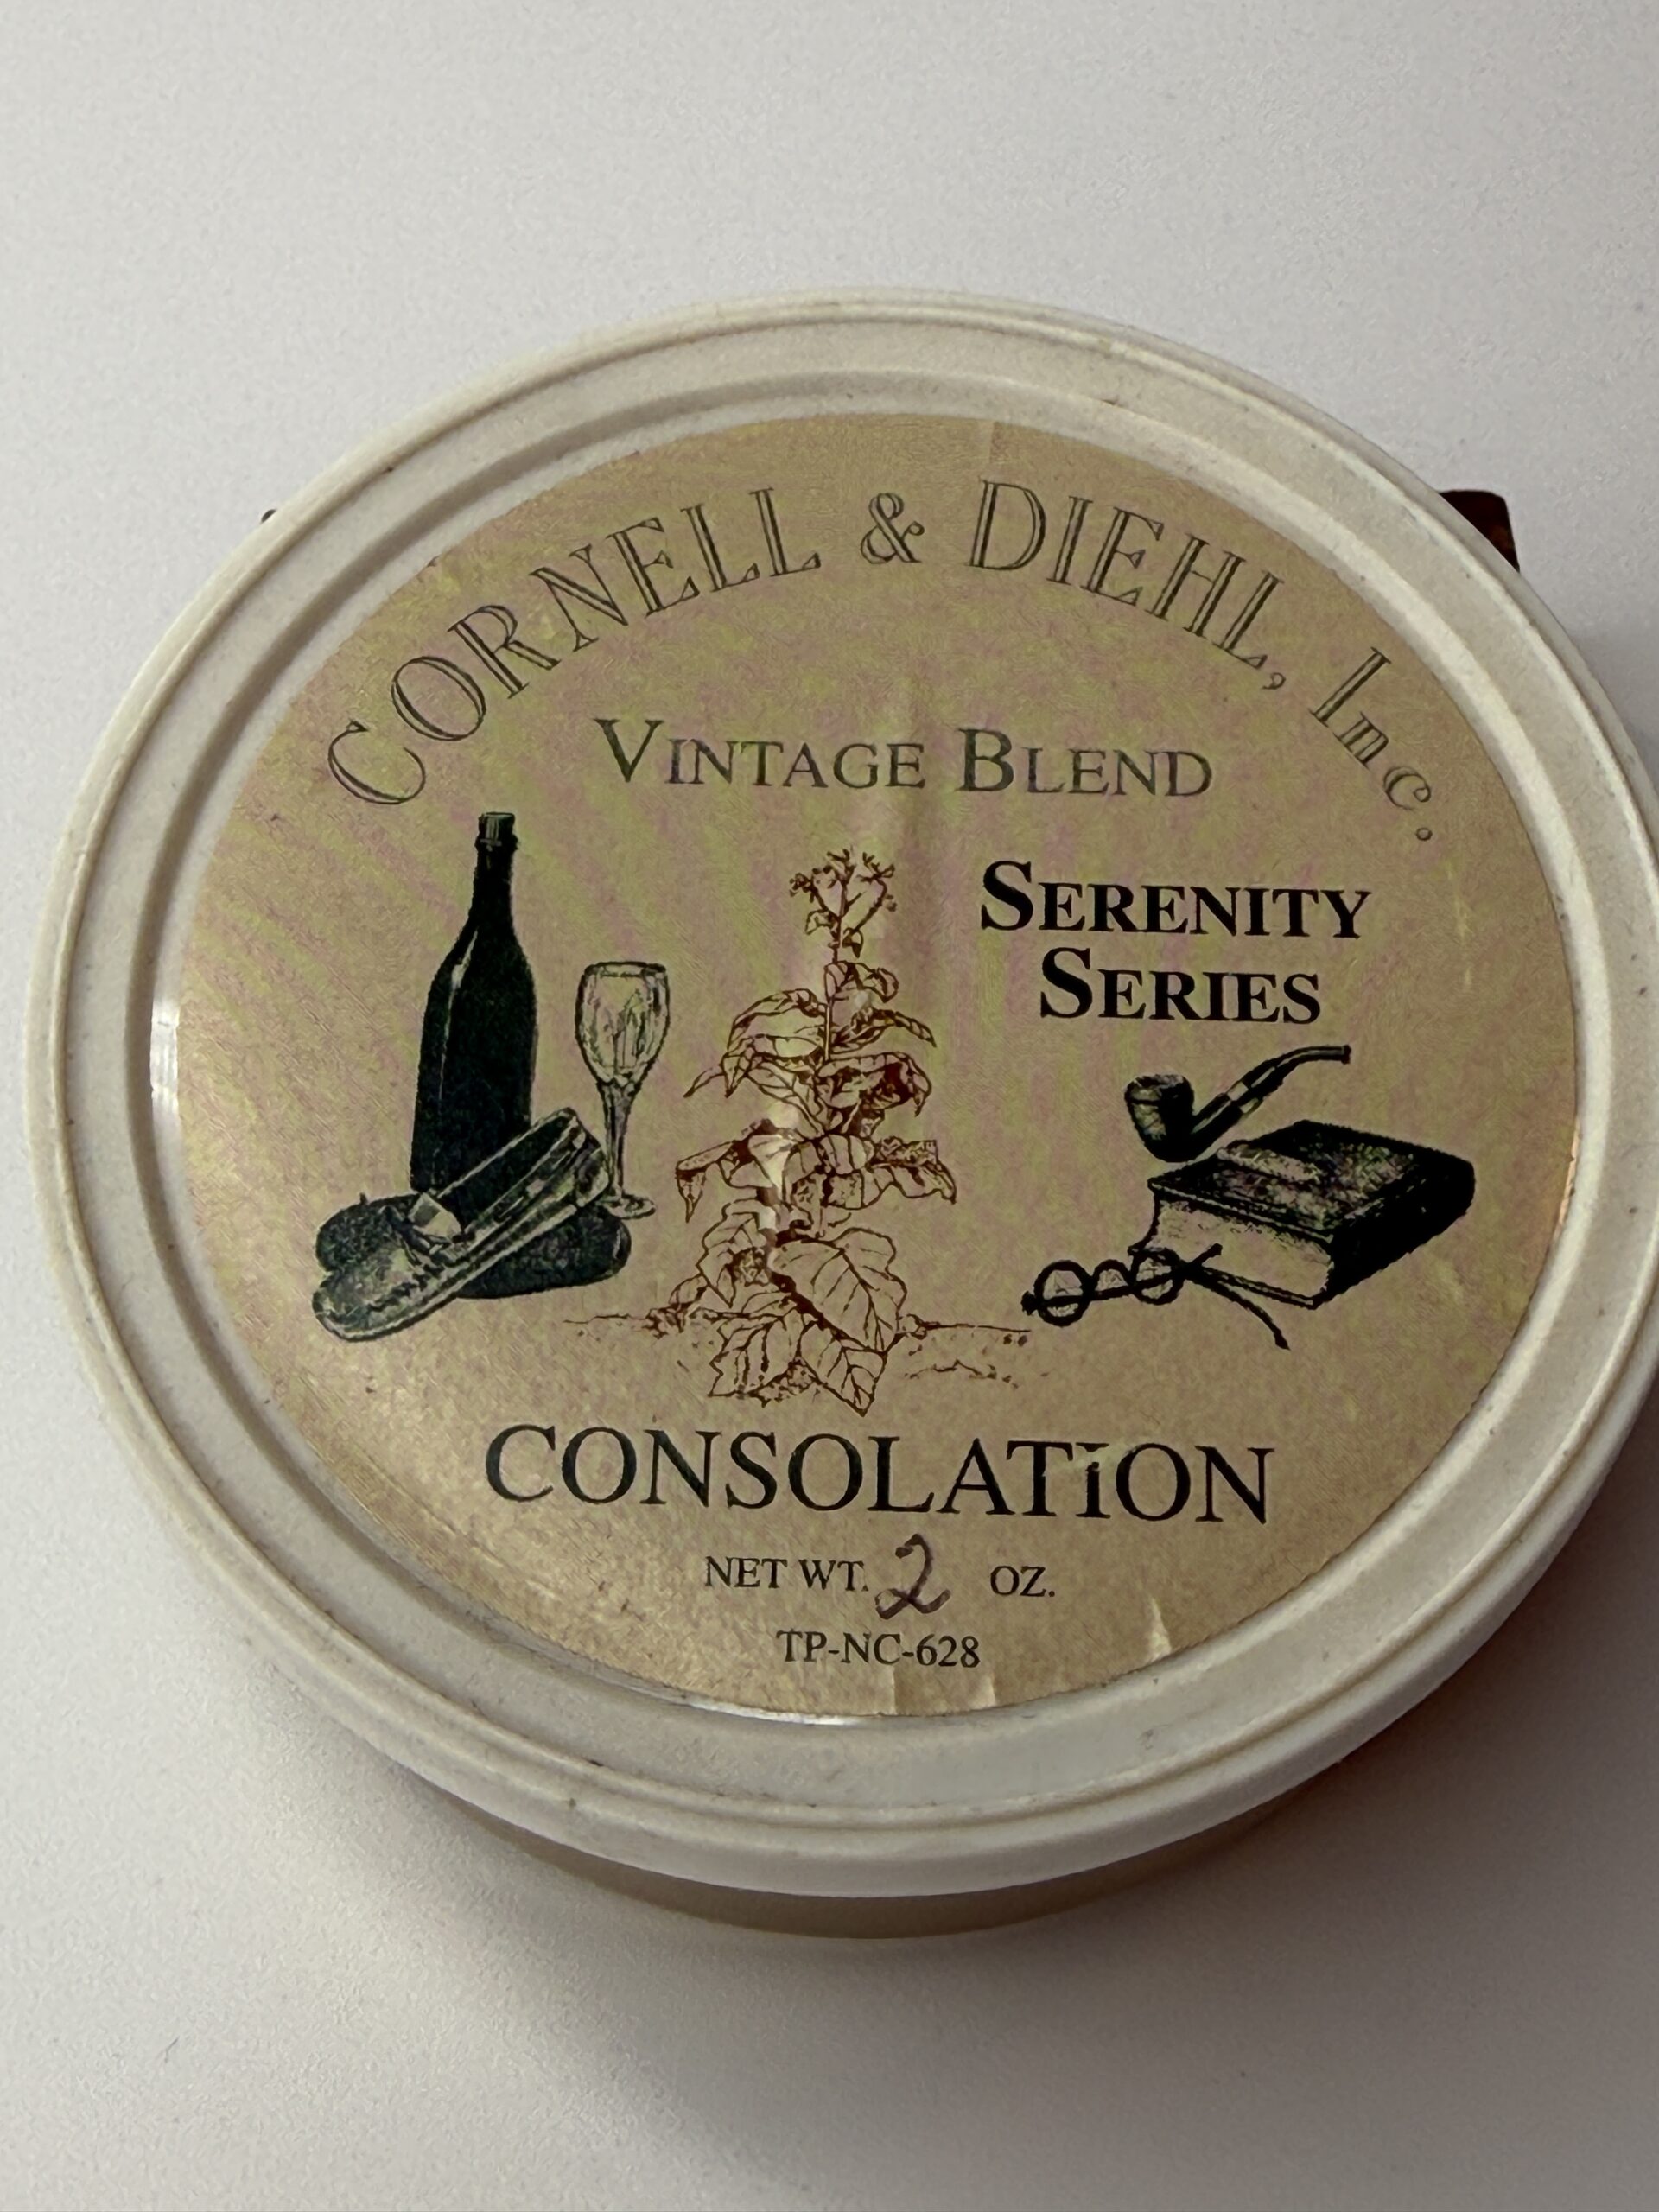 CORNELL & DIEHL, Inc.
VINTAGE BLEND
SERENITY
SERIES
CONSOLATION
NET WT. 2 OZ.
TP-NC-628